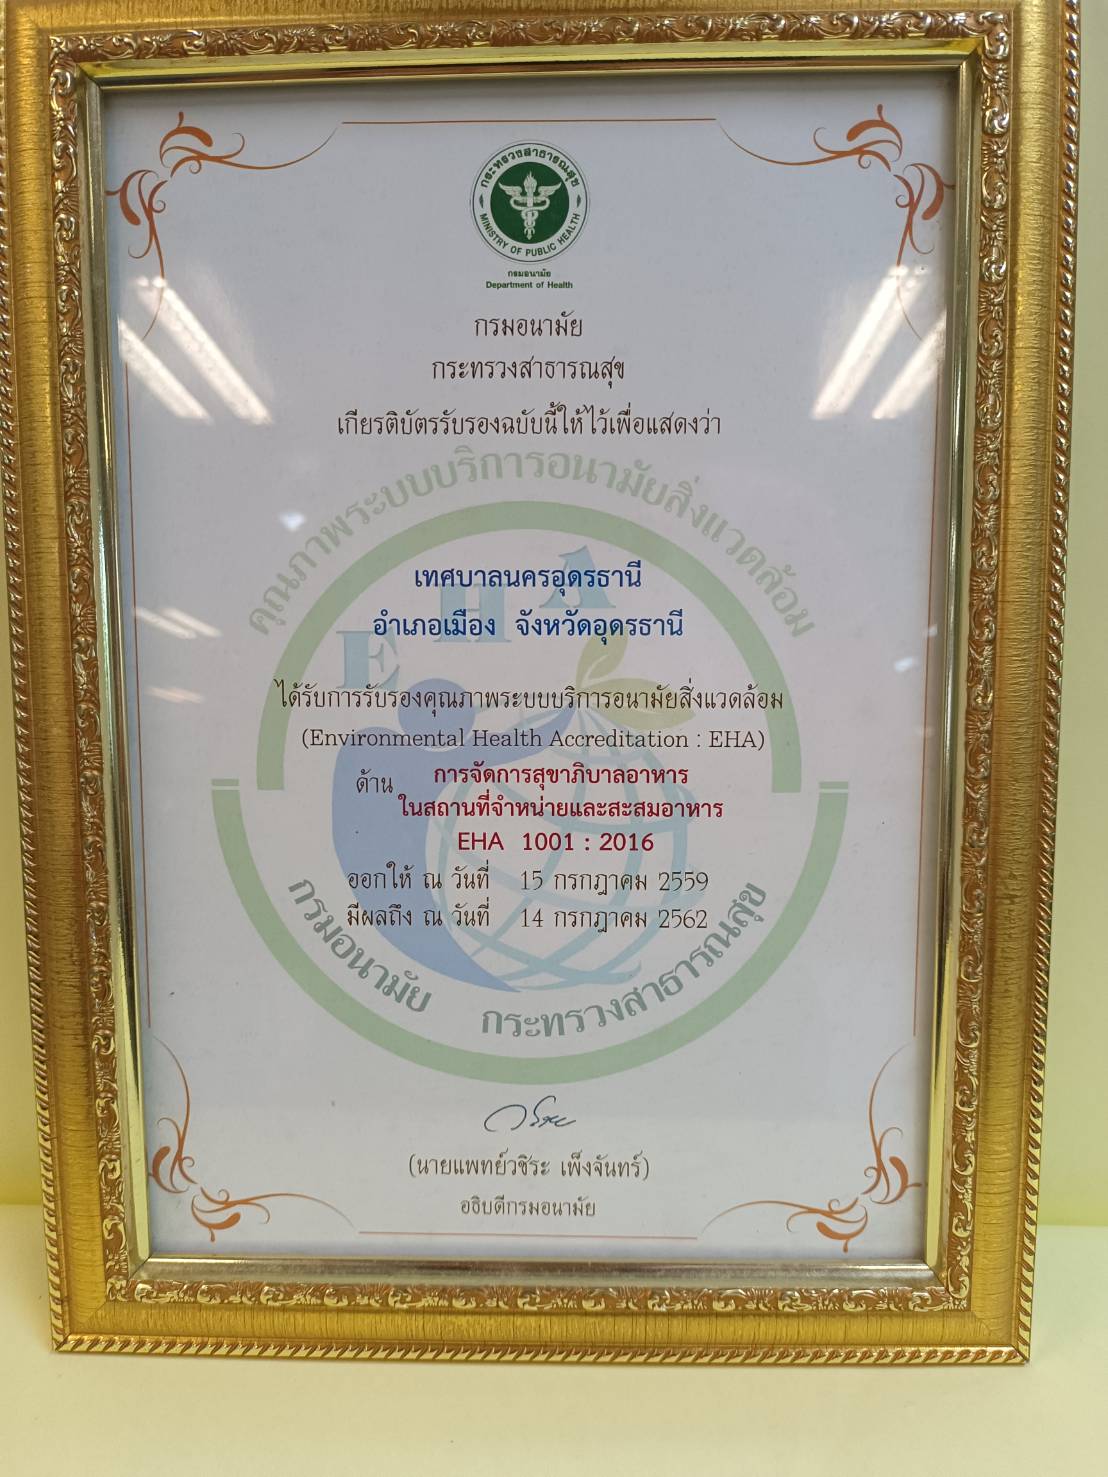 กระทรวงสาธารณสุข
MINISTRY OF PUBLIC HEALTH
กรมอนามัย
Department of Health
กรมอนามัย
กระทรวงสาธารณสุข
เกียรติบัตรรับรองฉบับนี้ให้ไว้เพื่อแสดงว่า
คุณภาพระบบบริการอนามัยสิ่งแวดล้อม
EHA
เทศบาลนครอุดรธานี
อำเภอเมือง จังหวัดอุดรธานี
ได้รับการรับรองคุณภาพระบบบริการอนามัยสิ่งแวดล้อม
(Environmental Health Accreditation : EHA)
ด้าน การจัดการสุขาภิบาลอาหาร
ในสถานที่จำหน่ายและสะสมอาหาร
EHA 1001 : 2016
ออกให้ ณ วันที่ 15 กรกฎาคม 2559
มีผลถึง ณ วันที่ 14 กรกฎาคม 2562
กรมอนามัย กระทรวงสาธารณสุข
(นายแพทย์วชิระ เพ็งจันทร์)
อธิบดีกรมอนามัย